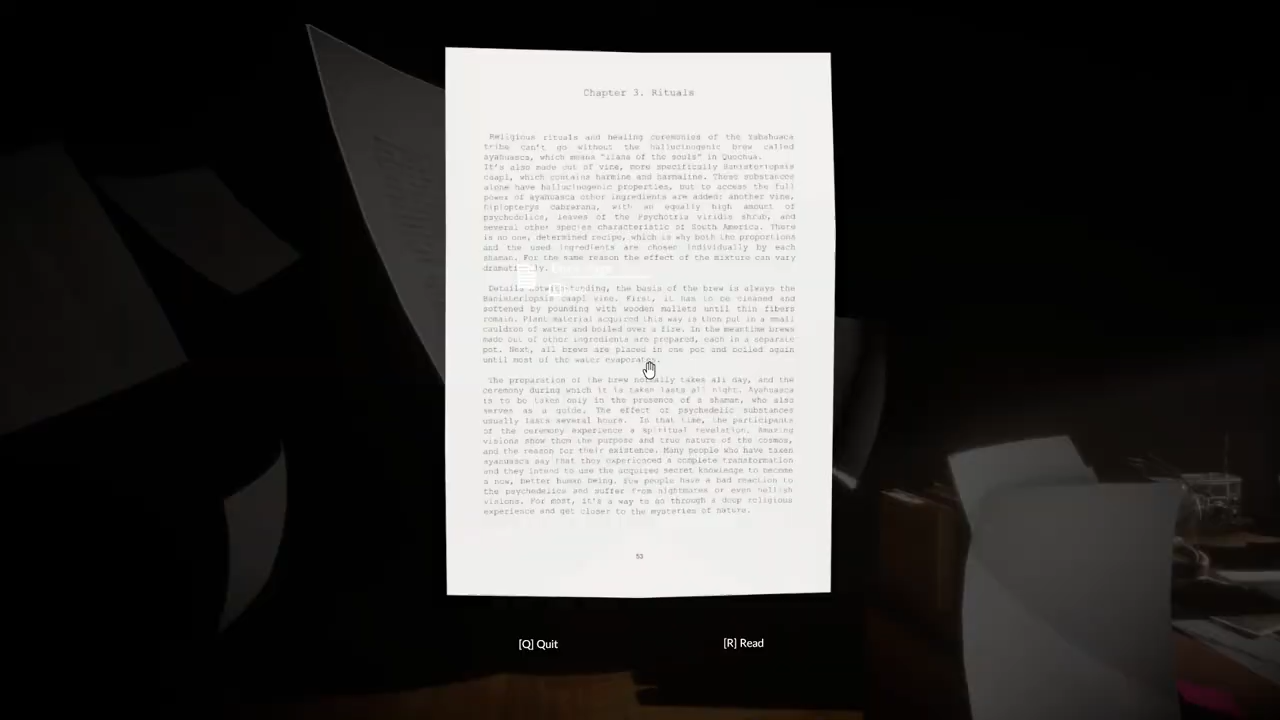 Chapter 3. Rituals
Religious rituals and healing ceremonies of the Yabahuaca
tribe can't go without the hallucinogenic brew called
ayahuasca, which means "liana of the souls" in Quechua.
It's also made out of vine, more specifically Banisteriopsis
caapi, which contains harmine and harmaline. These substances
alone have hallucinogenic properties, but to access the full
power of ayahuasca other ingredients are added: another vine,
Diplopterys cabrerana, with an equally high amount of
psychedelics, leaves of the Psychotria viridis shrub, and
several other species characteristic of South America. There
is no one, determined recipe, which is why both the proportions
and the used ingredients are chosen individually by each
shaman. For the same reason the effect of the mixture can vary
Details notwithstanding, the basis of the brew is always the
Banisteriopsis caapi vine. First, it has to be cleaned and
softened by pounding with wooden mallets until thin fibers
remain. Plant material acquired this way is then put in a small
cauldron of water and boiled over a fire. In the meantime brews
made out of other ingredients are prepared, each in a separate
pot. Next, all brews are placed in one pot and boiled again
until most of the water evaporates.
The preparation of the brew normally takes all day, and the
ceremony during which it is taken lasts all night. Ayahuasca
is to be taken only in the presence of a shaman, who also
serves as a guide. The effect of psychedelic substances
usually lasts several hours. In that time, the participants
of the ceremony experience a spiritual revelation. Amazing
visions show them the purpose and true nature of the cosmos,
and the reason for their existence. Many people who have taken
ayahuasca say that they experienced a complete transformation
and they intend to use the acquired secret knowledge to become
a new, better human being. Few people have a bad reaction to
the psychedelics and suffer from nightmares or even hellish
visions. For most, it's a way to go through a deep religious
experience and get closer to the mysteries of nature.
53
[Q] Quit
[R] Read